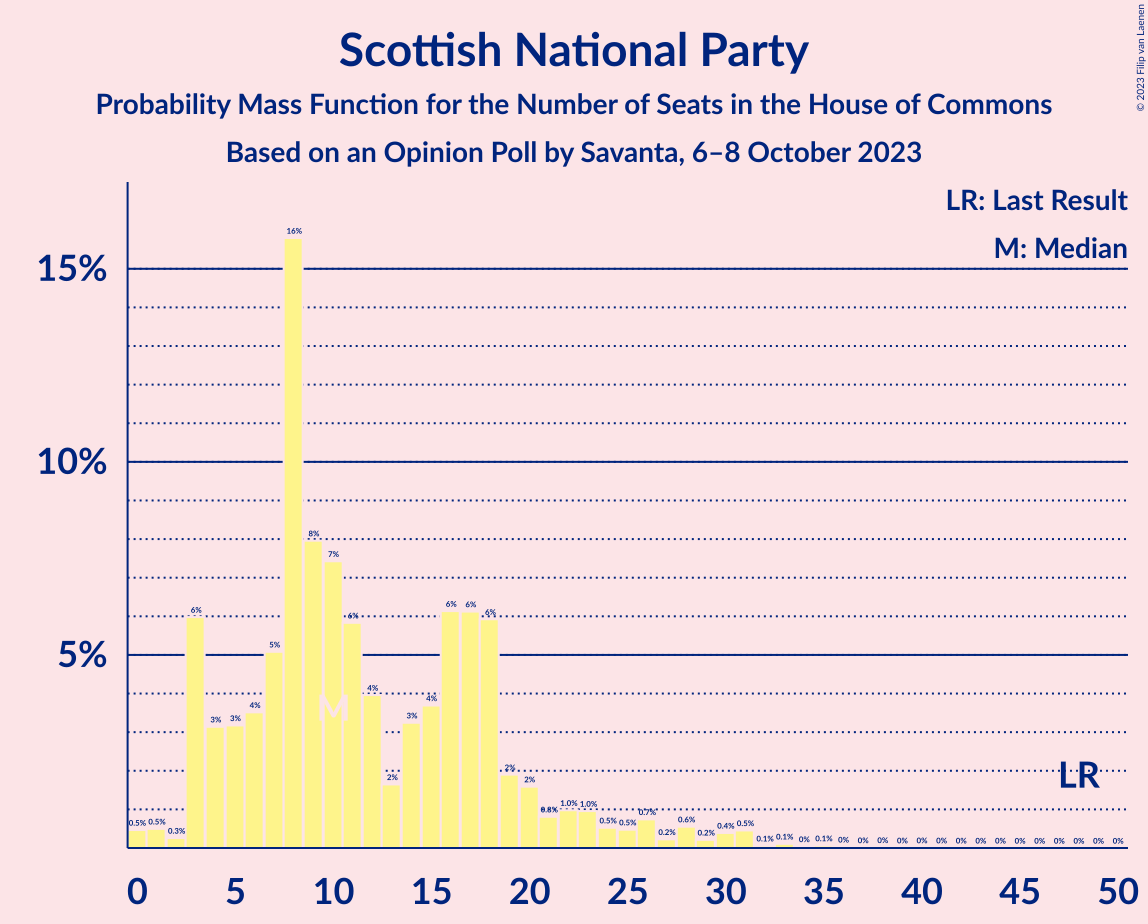 © 2023 Filip van Laenen
Scottish National Party
Probability Mass Function for the Number of Seats in the House of Commons
Based on an Opinion Poll by Savanta, 6–8 October 2023
LR: Last Result
M: Median
15%
10%
5%
0.5% 0.5% 0.3% 6% 3% 3% 4% 5% 16% 8% 7% 6% 4% 2% 3% 4% 6% 6% 6% 2% 2% 0.8% 1.0% 1.0% 0.5% 0.5% 0.7% 0.2% 0.6% 0.2% 0.4% 0.5% 0.1% 0.1% 0% 0.1% 0% 0% 0% 0% 0% 0% 0% 0% 0% 0% 0% 0% 0% 0% 0%
M
LR
0 5 10 15 20 25 30 35 40 45 50